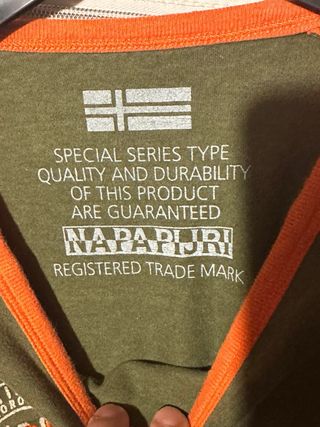 SPECIAL SERIES TYPE
QUALITY AND DURABILITY
OF THIS PRODUCT
ARE GUARANTEED
NAPAPIJRI
REGISTERED TRADE MARK